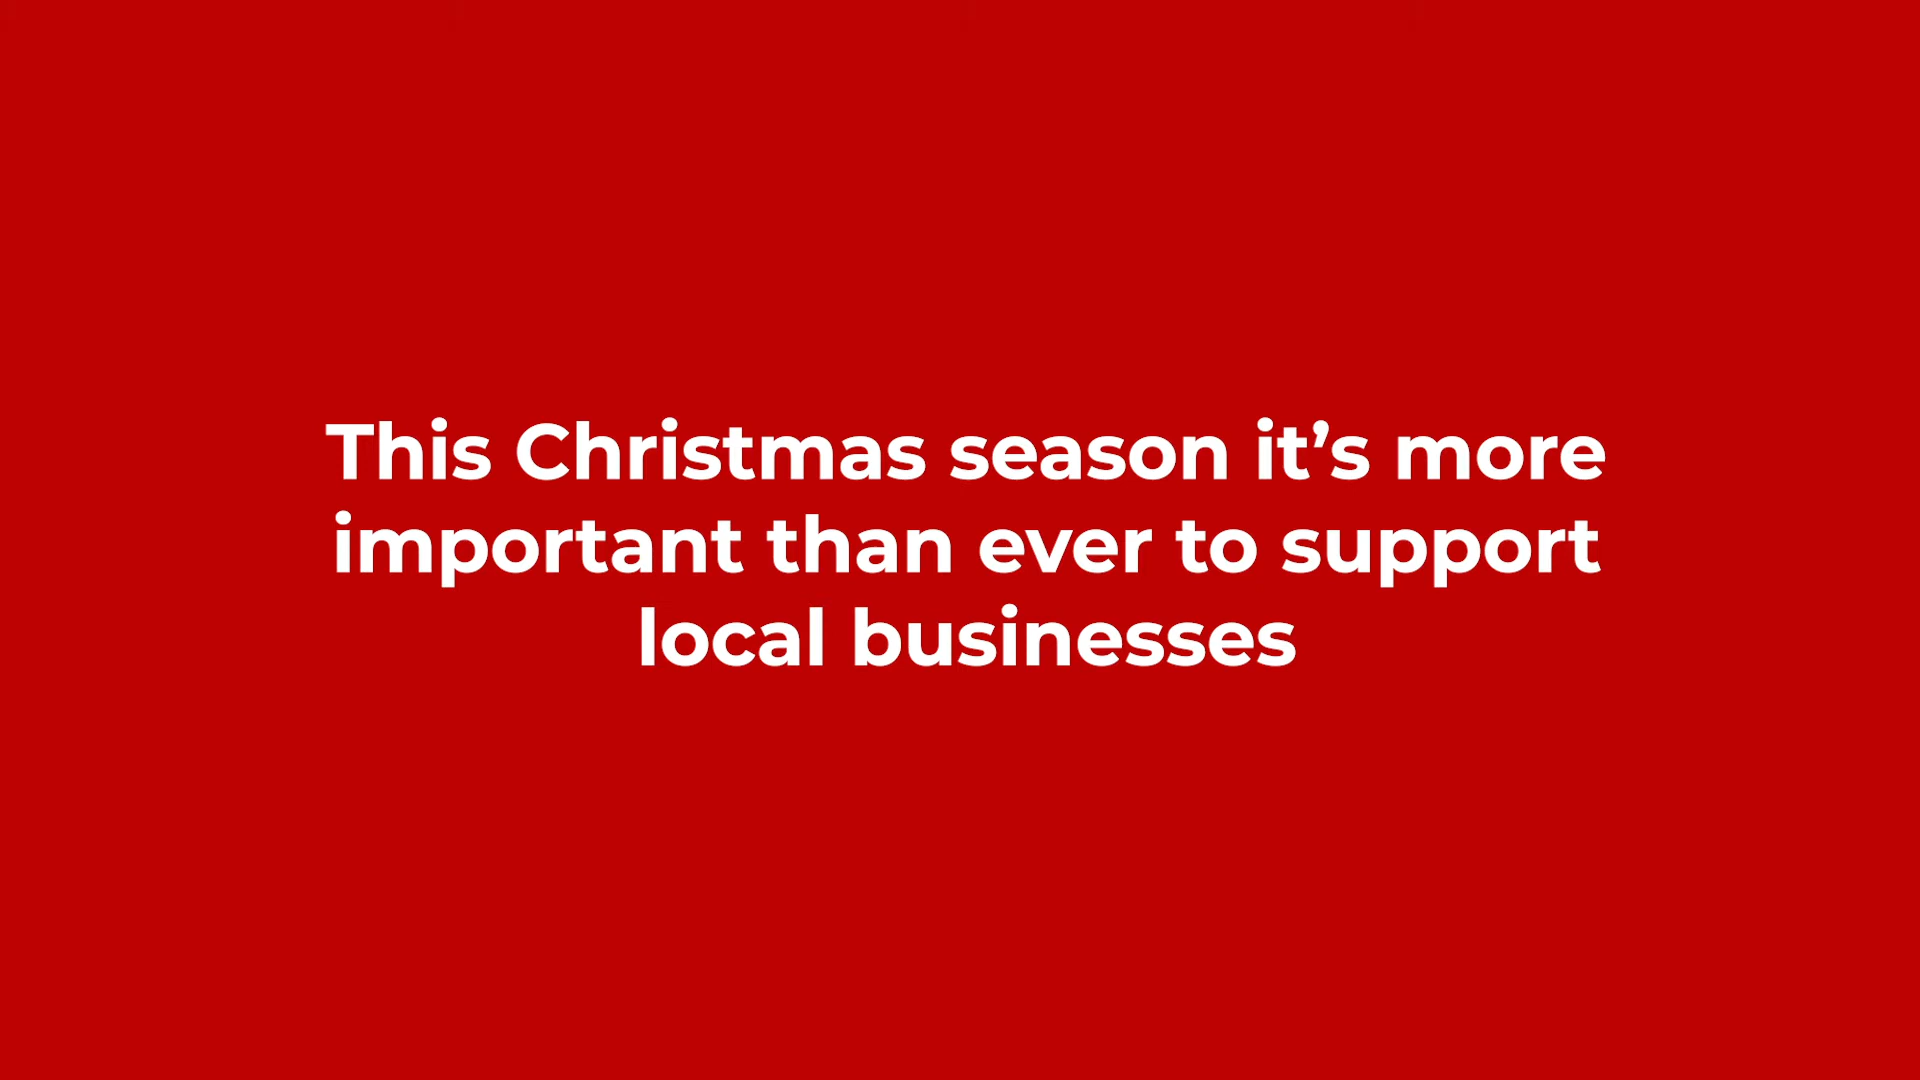 This Christmas season it’s more
important than ever to support
local businesses